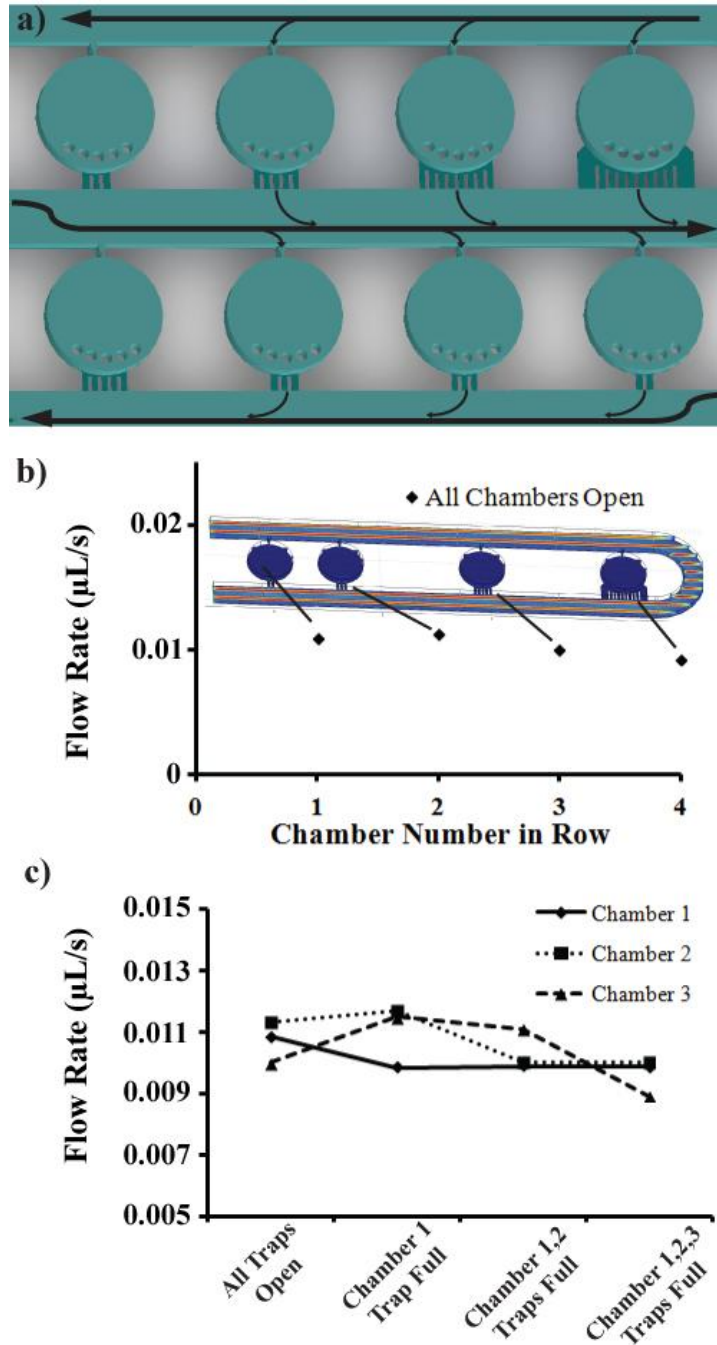 a)
b)
Flow Rate (μL/s)
0.02
0.01
0
All Chambers Open
0 1 2 3 4
Chamber Number in Row
c)
Flow Rate (μL/s)
0.015
0.013
0.011
0.009
0.007
0.005
Chamber 1
Chamber 2
Chamber 3
All Traps
Open
Chamber 1
Trap Full
Chamber 1,2
Traps Full
Chamber 1,2,3
Traps Full